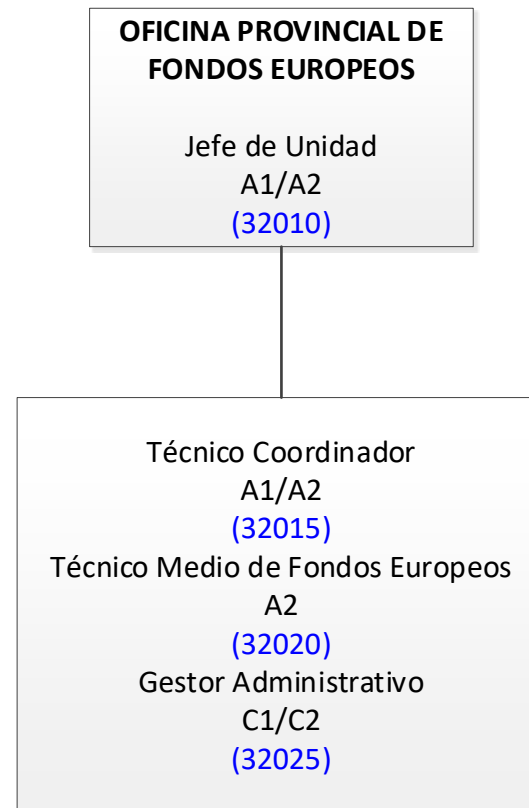 OFICINA PROVINCIAL DE
FONDOS EUROPEOS
Jefe de Unidad
A1/A2
(32010)
Técnico Coordinador
A1/A2
(32015)
Técnico Medio de Fondos Europeos
A2
(32020)
Gestor Administrativo
C1/C2
(32025)